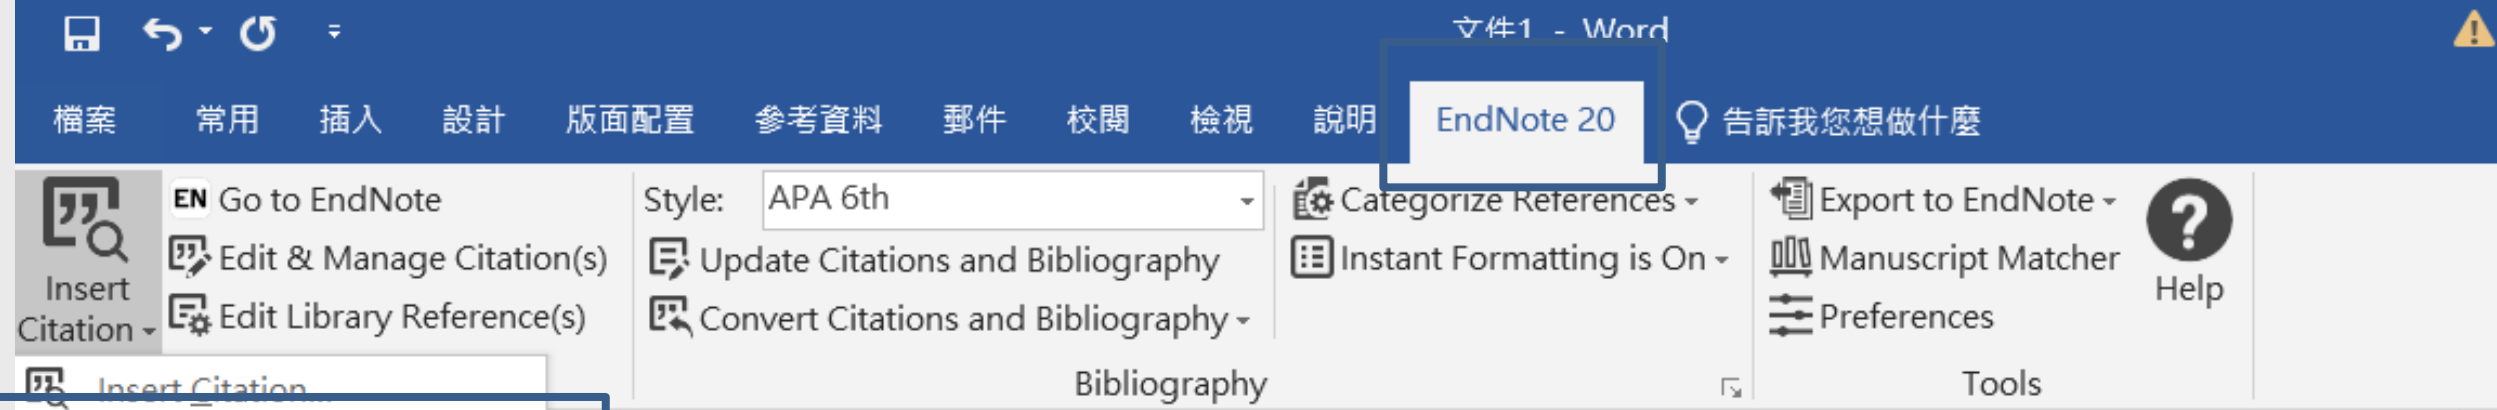 文件1 - Word
檔案 常用 插入 設計 版面配置 參考資料 郵件 校閱 檢視 說明 EndNote 20 告訴我您想做什麼
EN Go to EndNote Style: APA 6th Categorize References Export to EndNote
Edit & Manage Citation(s) Update Citations and Bibliography Instant Formatting is On Manuscript Matcher
Insert Citation Edit Library Reference(s) Convert Citations and Bibliography Preferences Help
Insert Citation... Bibliography Tools